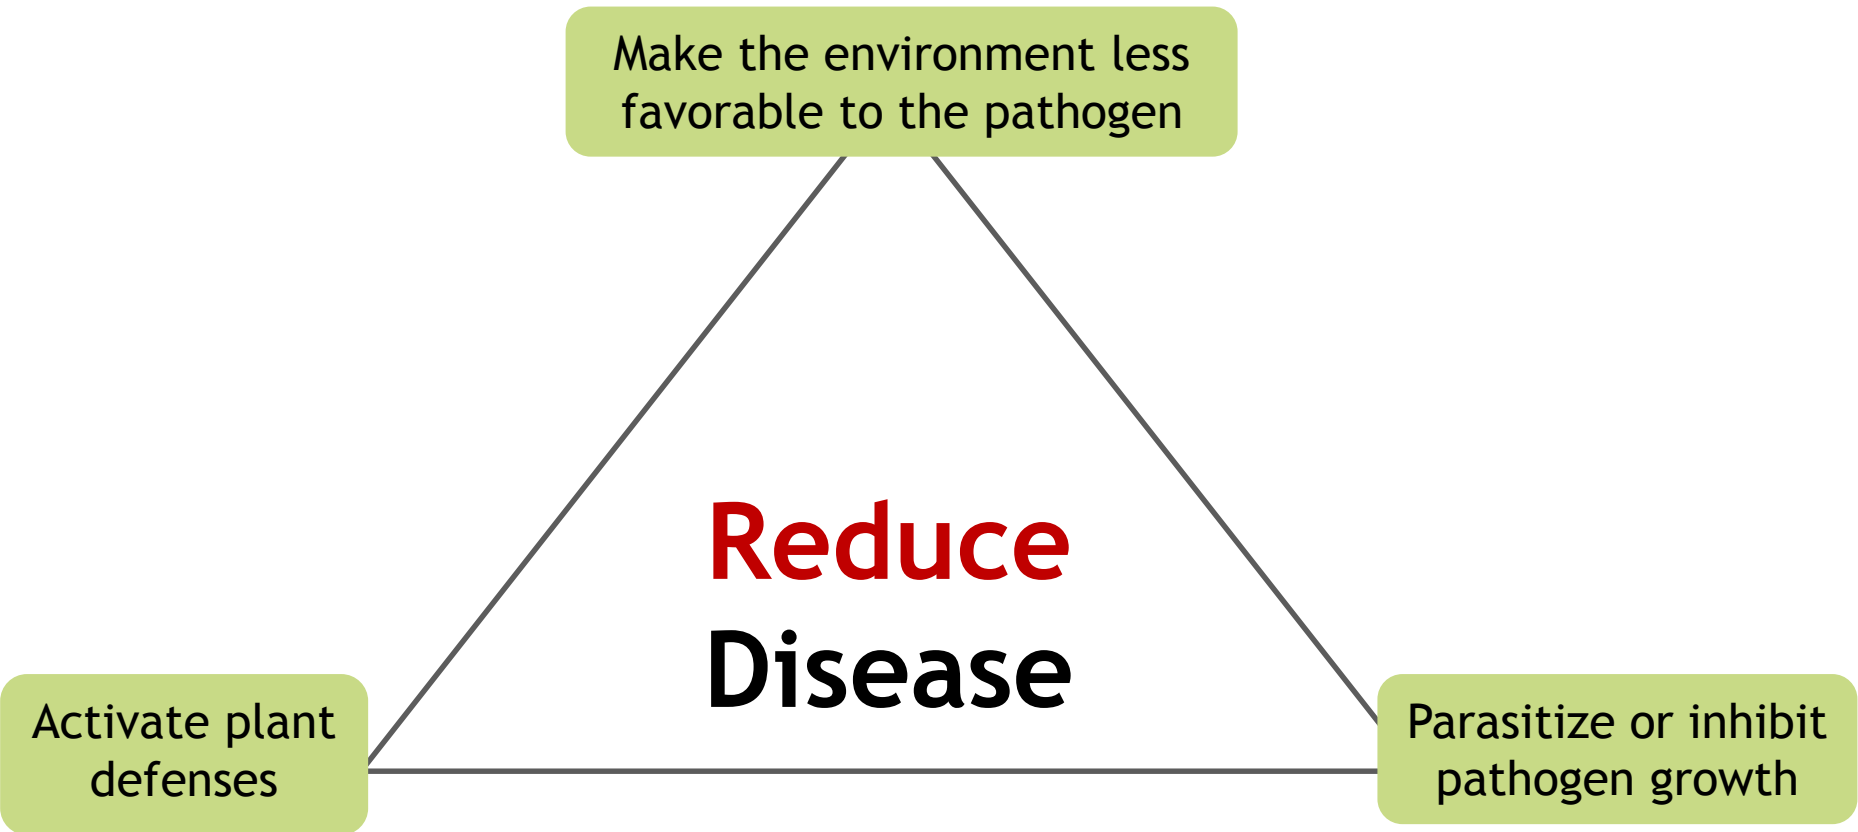 Make the environment less
favorable to the pathogen
Reduce
Disease
Activate plant
defenses
Parasitize or inhibit
pathogen growth